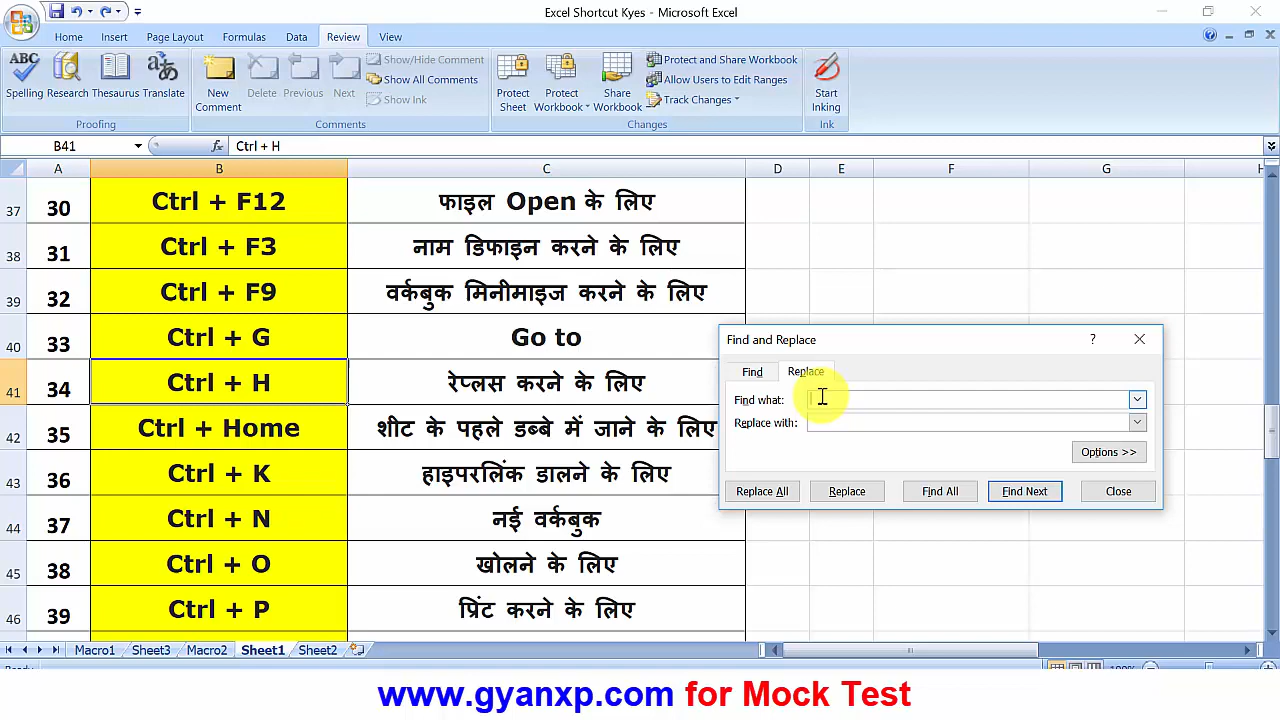 Excel Shortcut Kyes - Microsoft Excel
Home Insert Page Layout Formulas Data Review View
ABC
Spelling Research Thesaurus Translate
Proofing
New Comment Delete Previous Next
Show/Hide Comment
Show All Comments
Show Ink
Comments
Protect Sheet Protect Workbook Share Workbook
Protect and Share Workbook
Allow Users to Edit Ranges
Track Changes
Changes
Start Inking
Ink
B41 fx Ctrl + H
A B C D E F G
37 30 Ctrl + F12 फाइल Open के लिए
38 31 Ctrl + F3 नाम डिफाइन करने के लिए
39 32 Ctrl + F9 वर्कबुक मिनीमाइज करने के लिए
40 33 Ctrl + G Go to
41 34 Ctrl + H रेप्लस करने के लिए
42 35 Ctrl + Home शीट के पहले डब्बे में जाने के लिए
43 36 Ctrl + K हाइपरलिंक डालने के लिए
44 37 Ctrl + N नई वर्कबुक
45 38 Ctrl + O खोलने के लिए
46 39 Ctrl + P प्रिंट करने के लिए
Find and Replace ?
Find Replace
Find what:
Replace with:
Options >>
Replace All Replace Find All Find Next Close
Macro1 Sheet3 Macro2 Sheet1 Sheet2
www.gyanxp.com for Mock Test